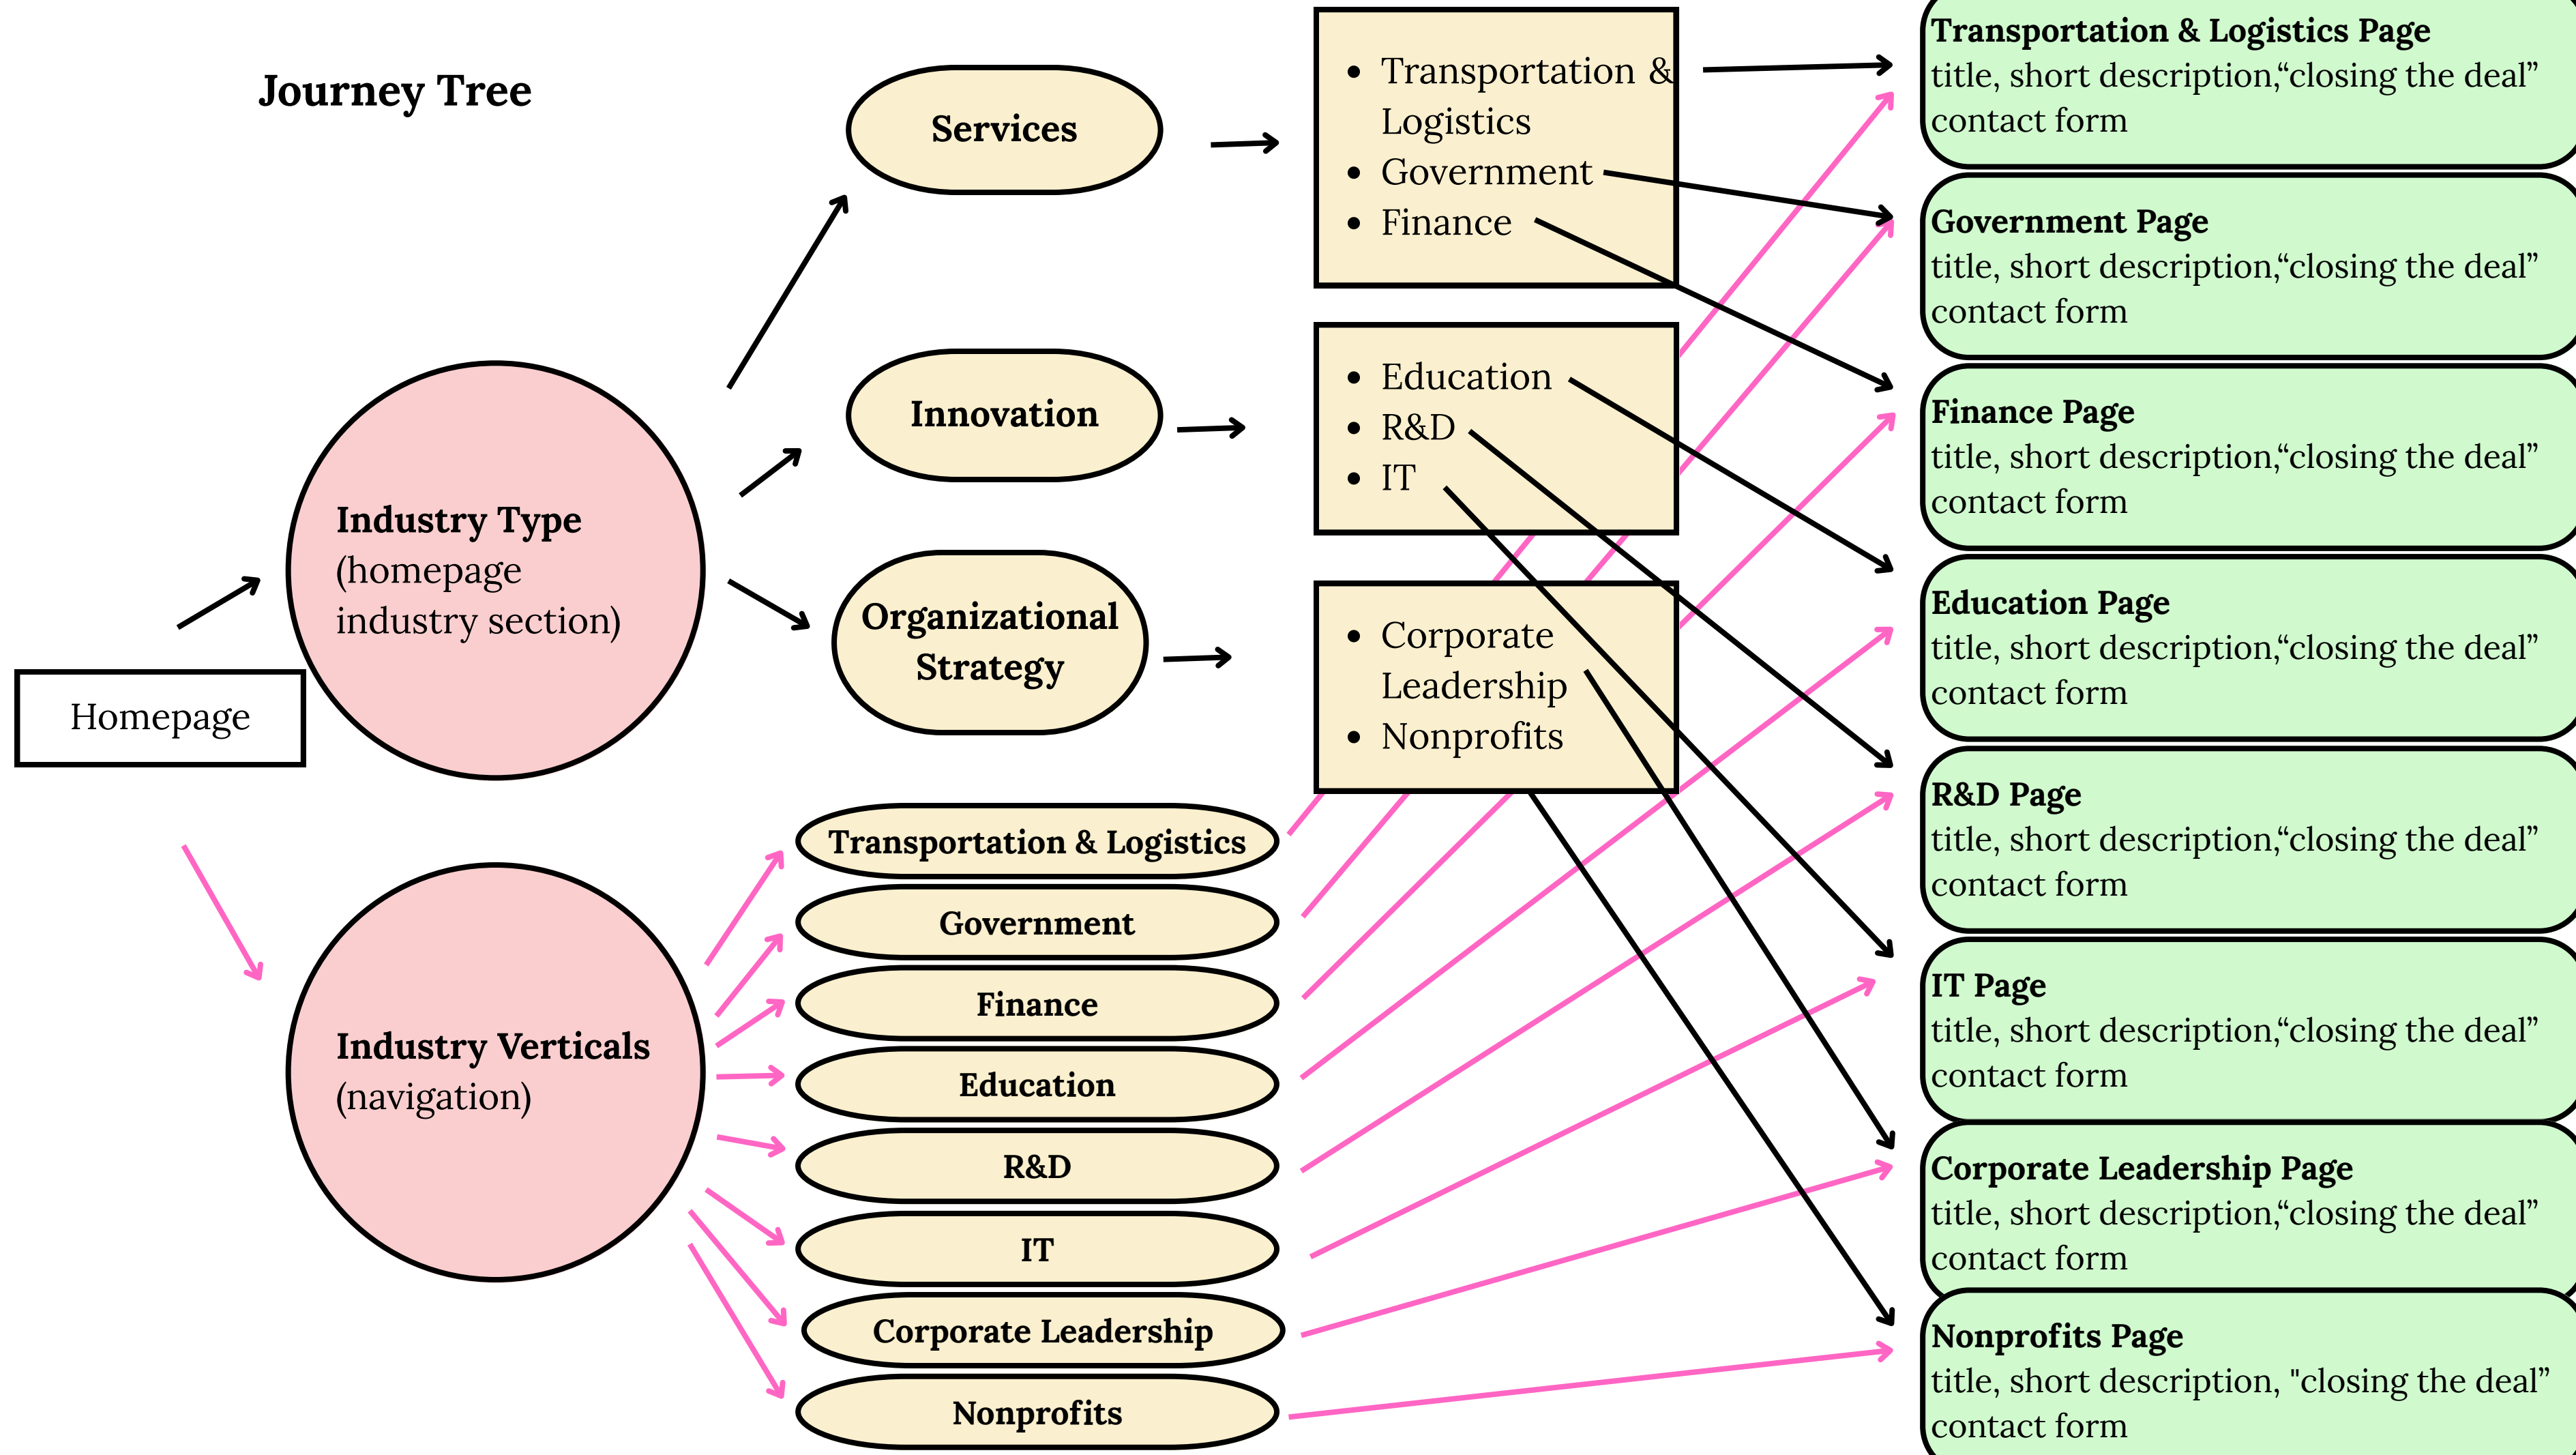 Journey Tree
Homepage
Industry Type
(homepage
industry section)
Industry Verticals
(navigation)
Services
Innovation
Organizational
Strategy
• Transportation &
Logistics
• Government
• Finance
• Education
• R&D
• IT
• Corporate
Leadership
• Nonprofits
Transportation & Logistics
Government
Finance
Education
R&D
IT
Corporate Leadership
Nonprofits
Transportation & Logistics Page
title, short description,“closing the deal”
contact form
Government Page
title, short description,“closing the deal”
contact form
Finance Page
title, short description,“closing the deal”
contact form
Education Page
title, short description,“closing the deal”
contact form
R&D Page
title, short description,“closing the deal”
contact form
IT Page
title, short description,“closing the deal”
contact form
Corporate Leadership Page
title, short description,“closing the deal”
contact form
Nonprofits Page
title, short description, "closing the deal”
contact form